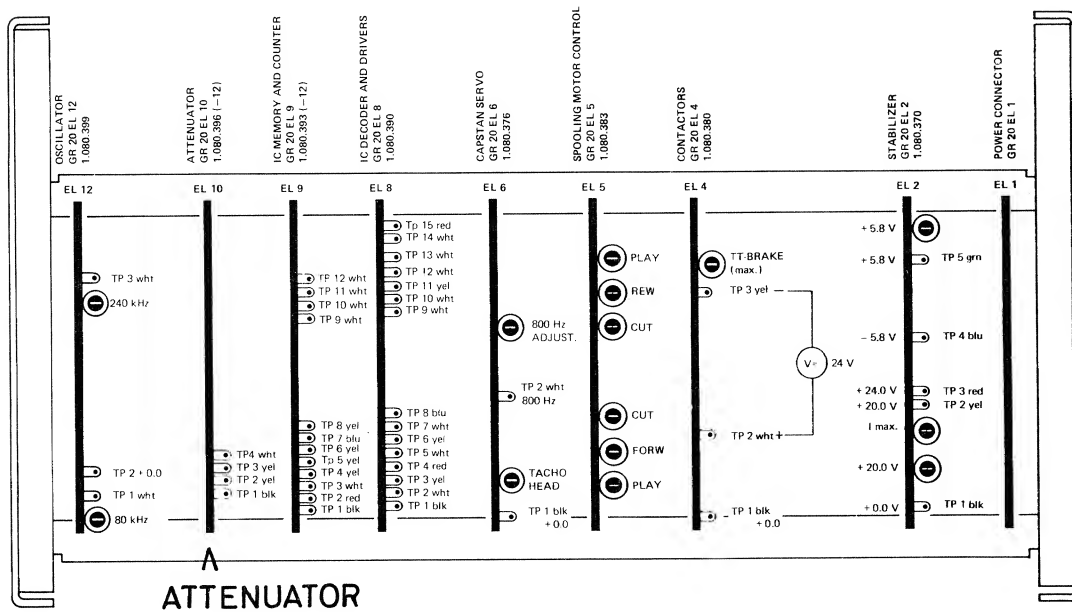 OSCILLATOR
GR 20 EL 12
1.080.399
ATTENUATOR
GR 20 EL 10
1.080.396 (–12)
IC MEMORY AND COUNTER
GR 20 EL 9
1.080.393 (–12)
IC DECODER AND DRIVERS
GR 20 EL 8
1.080.390
CAPSTAN SERVO
GR 20 EL 6
1.080.376
SPOOLING MOTOR CONTROL
GR 20 EL 5
1.080.383
CONTACTORS
GR 20 EL 4
1.080.380
STABILIZER
GR 20 EL 2
1.080.370
POWER CONNECTOR
GR 20 EL 1
EL 12
EL 10
EL 9
EL 8
EL 6
EL 5
EL 4
EL 2
EL 1
TP 3 wht
240 kHz
TP 2 + 0.0
TP 1 wht
80 kHz
TP4 wht
TP 3 yel
TP 2 yel
TP 1 blk
TP 12 wht
TP 11 wht
TP 10 wht
TP 9 wht
TP 8 yel
TP 7 blu
TP 6 yel
Tp 5 yel
TP 4 yel
TP 3 wht
TP 2 red
TP 1 blk
Tp 15 red
TP 14 wht
TP 13 wht
TP 12 wht
TP 11 yel
TP 10 wht
TP 9 wht
TP 8 blu
TP 7 wht
TP 6 yel
TP 5 wht
TP 4 red
TP 3 yel
TP 2 wht
TP 1 blk
800 Hz
ADJUST.
TP 2 wht
800 Hz
TACHO
HEAD
TP 1 blk
+ 0.0
PLAY
REW
CUT
CUT
FORW
PLAY
TT-BRAKE
(max.)
TP 3 yel
V= 24 V
TP 2 wht +
TP 1 blk
+ 0.0
+ 5.8 V
+ 5.8 V TP 5 grn
– 5.8 V TP 4 blu
+ 24.0 V TP 3 red
+ 20.0 V TP 2 yel
I max.
+ 20.0 V
+ 0.0 V TP 1 blk
ATTENUATOR